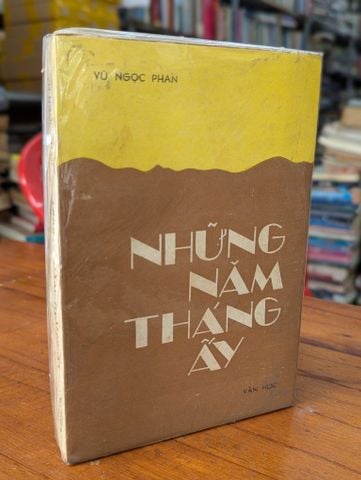 VŨ NGỌC PHAN
NHỮNG
NĂM
THÁNG
ẤY
VĂN HỌC